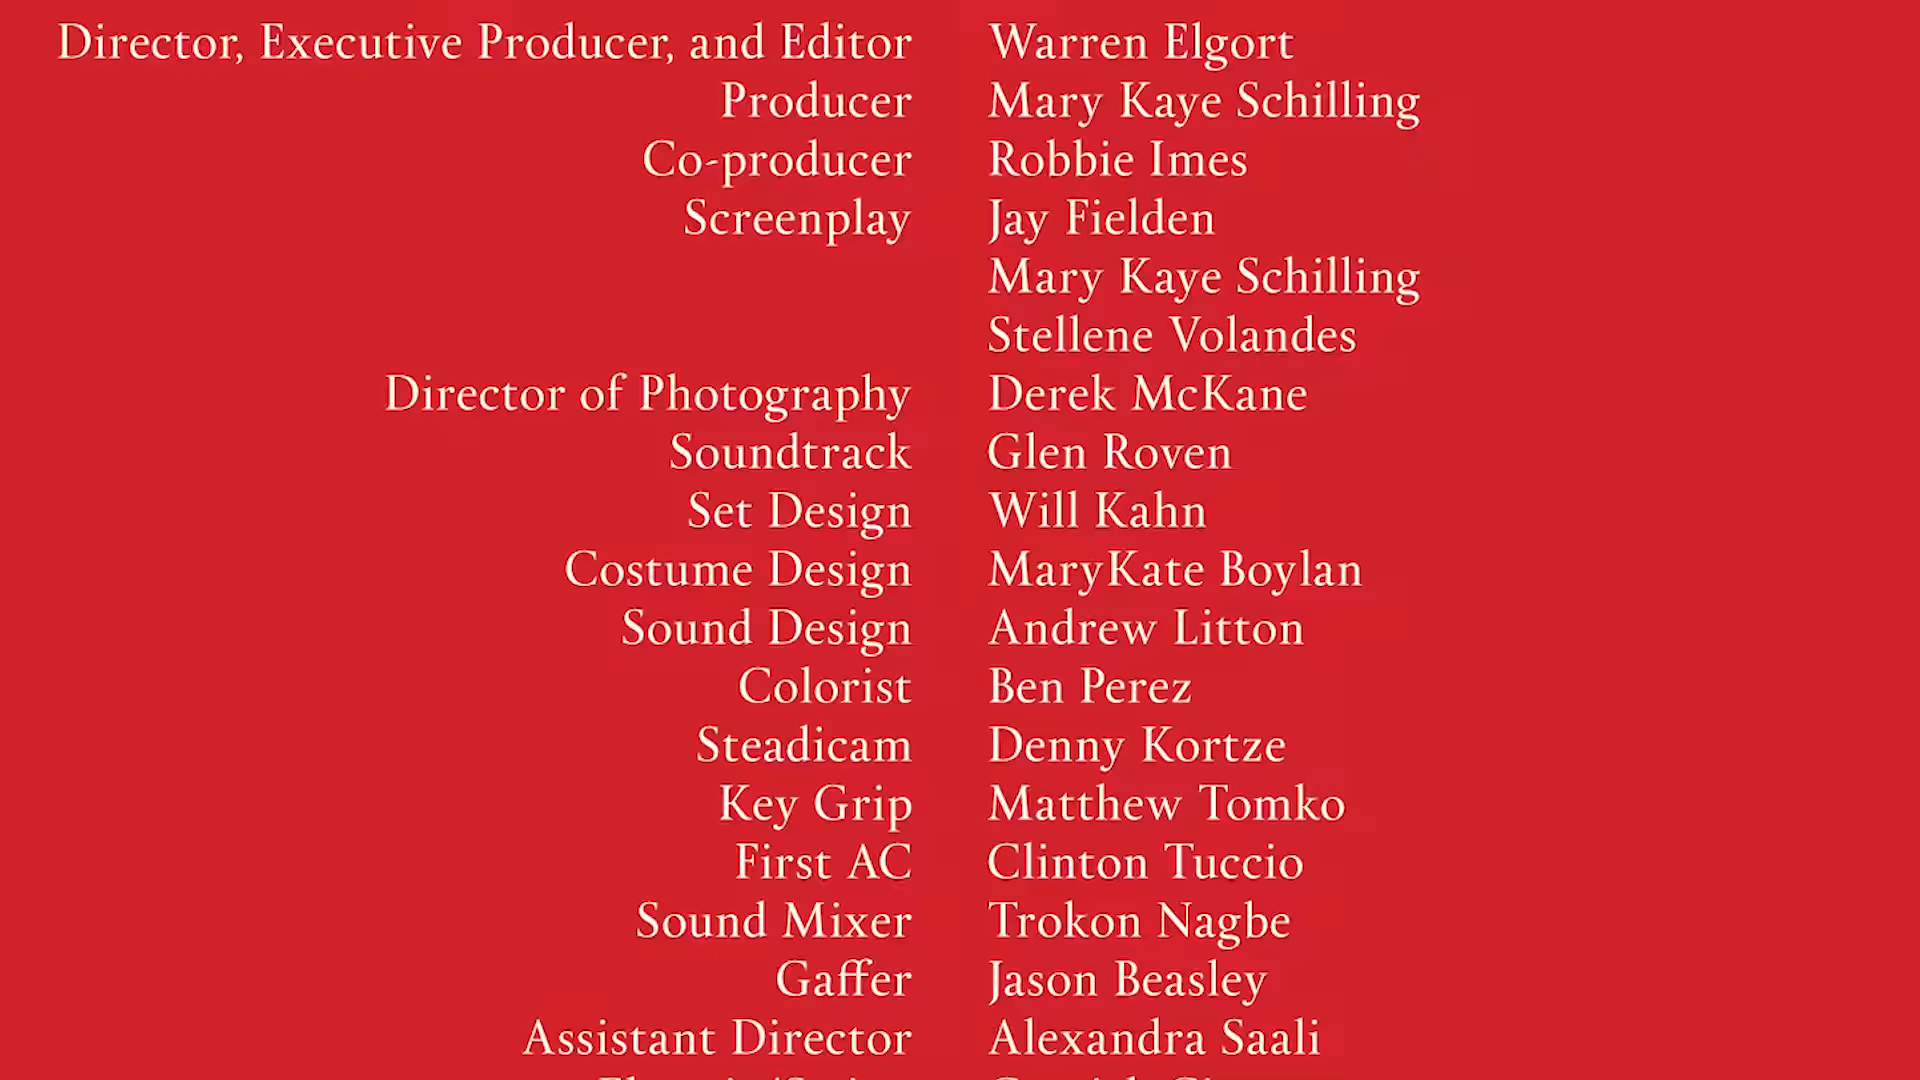 Director, Executive Producer, and Editor Warren Elgort
Producer Mary Kaye Schilling
Co-producer Robbie Imes
Screenplay Jay Fielden
Mary Kaye Schilling
Stellene Volandes
Director of Photography Derek McKane
Soundtrack Glen Roven
Set Design Will Kahn
Costume Design MaryKate Boylan
Sound Design Andrew Litton
Colorist Ben Perez
Steadicam Denny Kortze
Key Grip Matthew Tomko
First AC Clinton Tuccio
Sound Mixer Trokon Nagbe
Gaffer Jason Beasley
Assistant Director Alexandra Saali